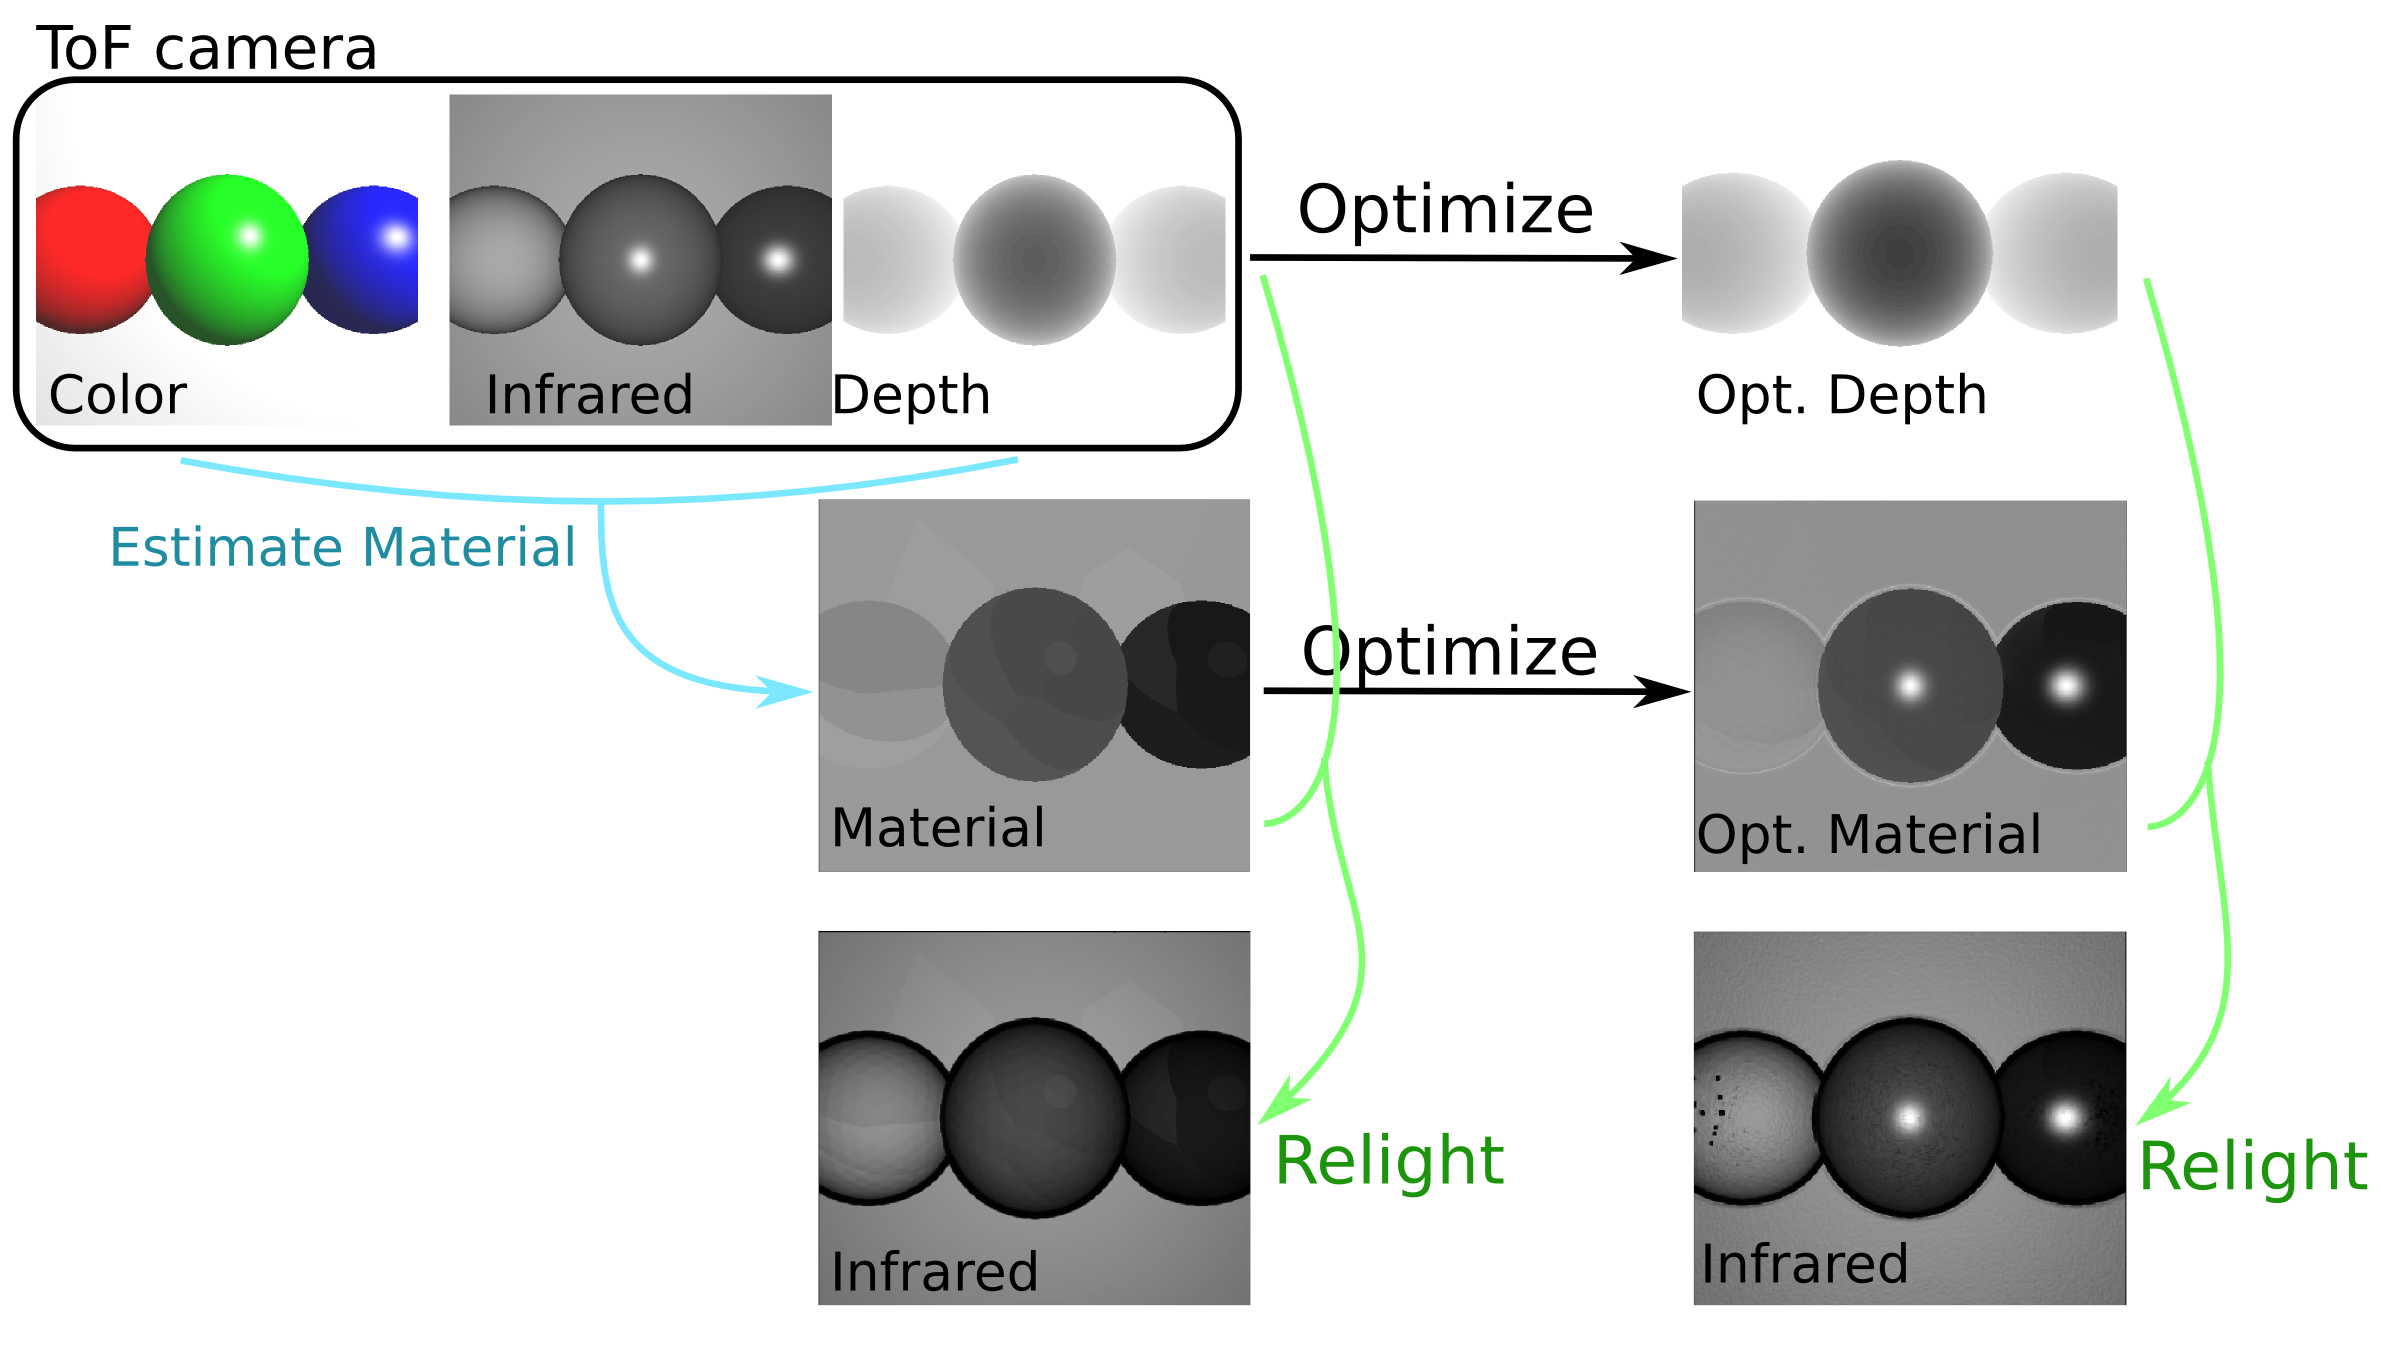 ToF camera
Color
Infrared
Depth
Optimize
Opt. Depth
Estimate Material
Optimize
Material
Opt. Material
Relight
Relight
Infrared
Infrared